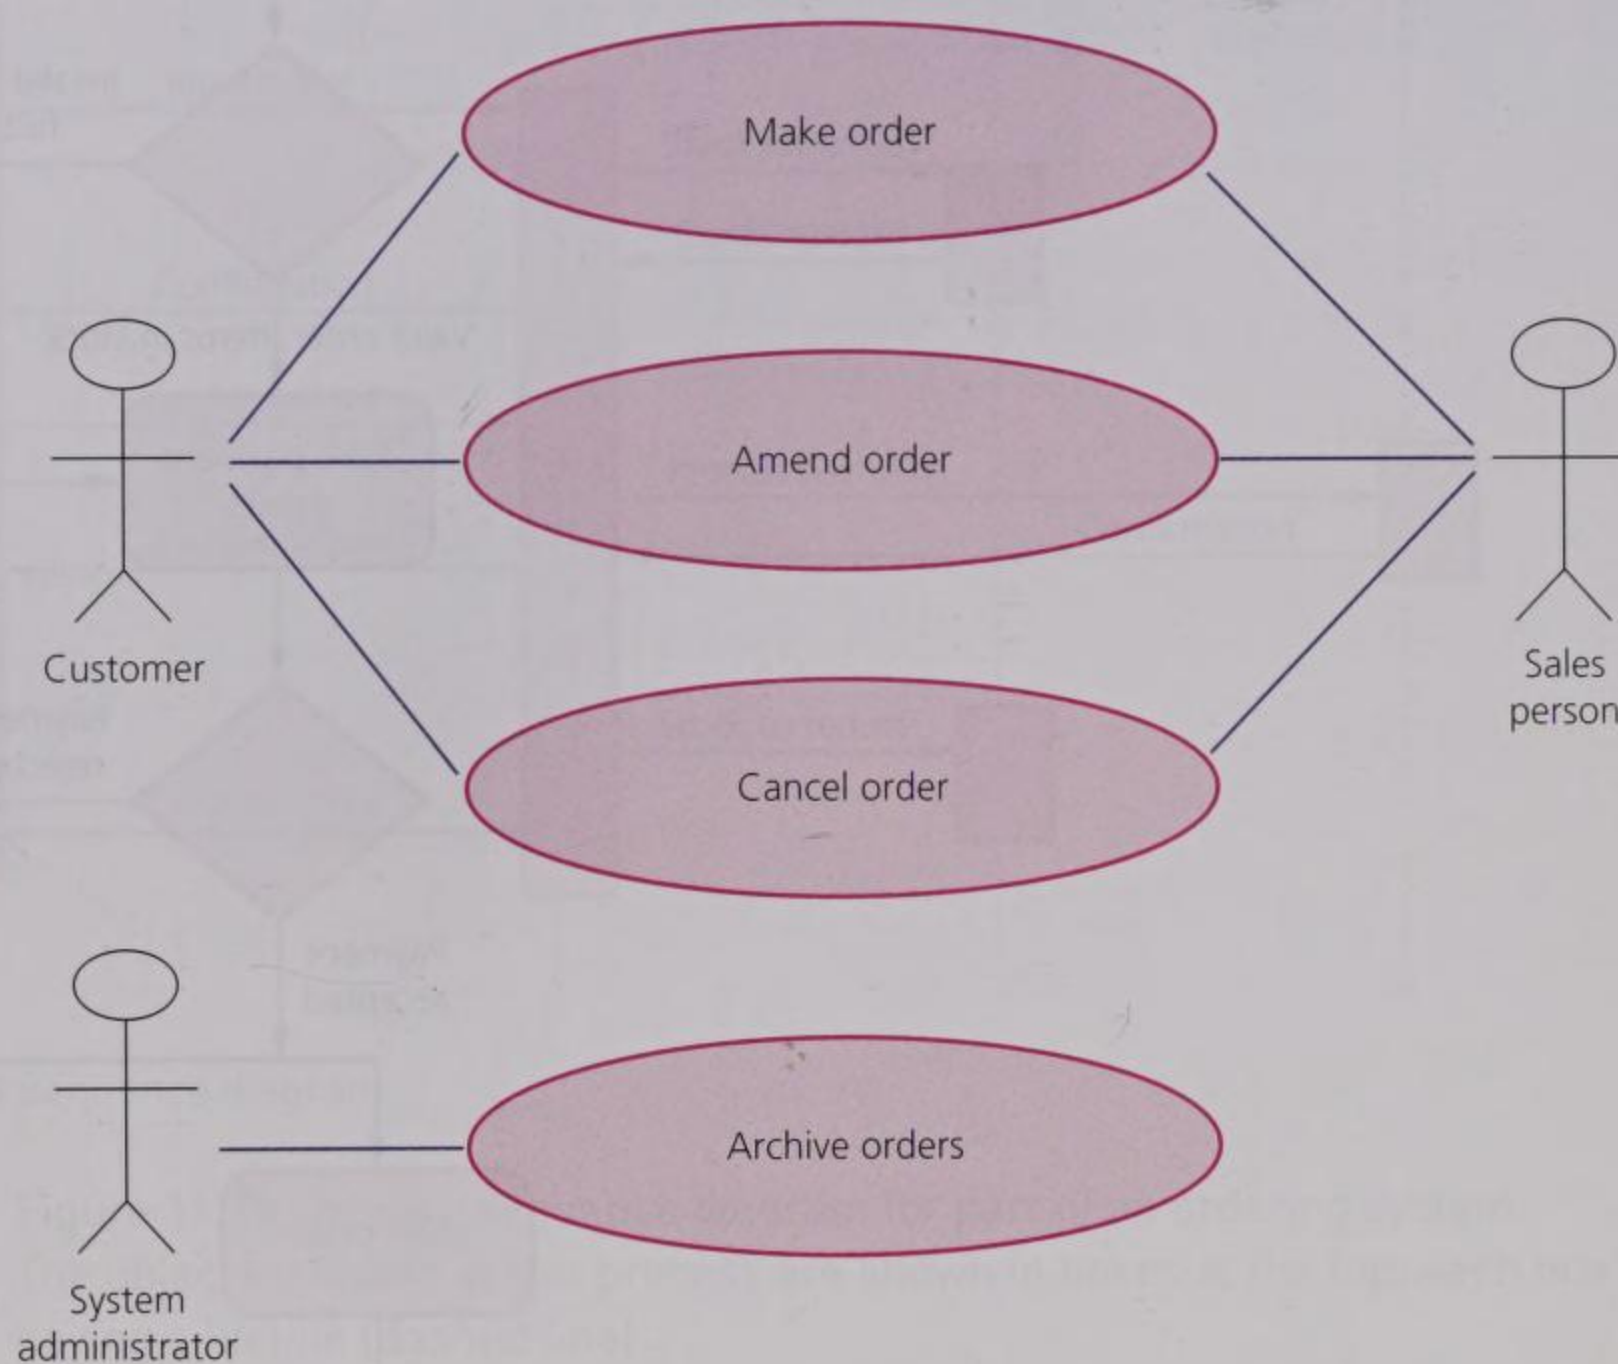 Make order
Amend order
Customer
Sales
person
Cancel order
Archive orders
System
administrator